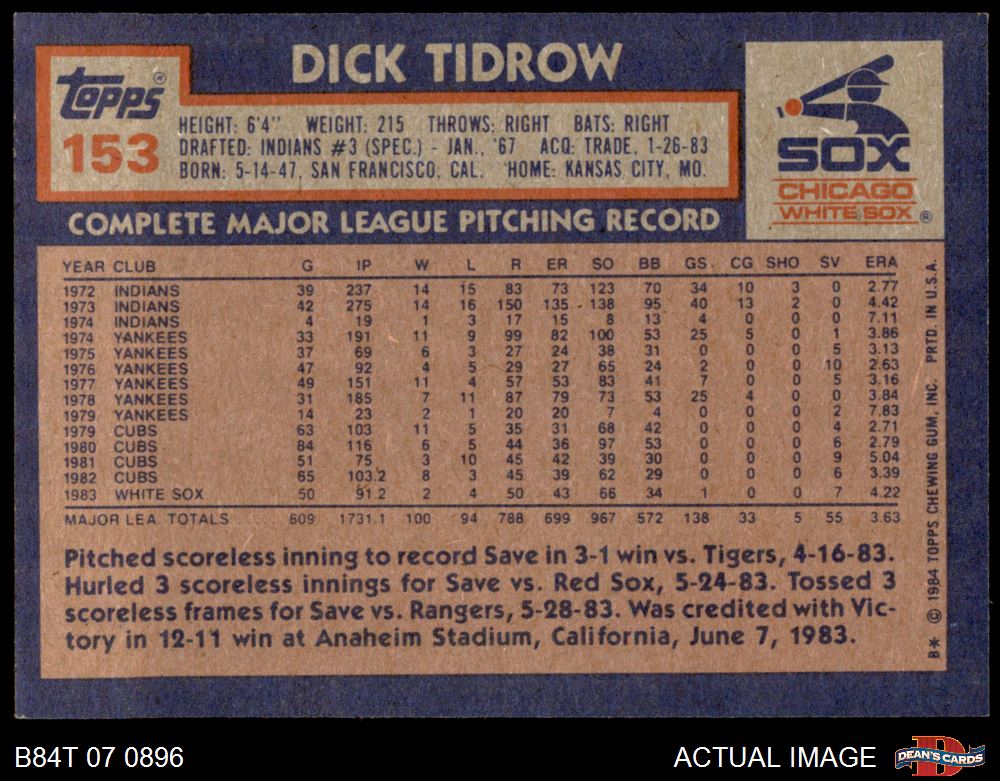 DICK TIDROW
Topps®
153
HEIGHT: 6'4" WEIGHT: 215 THROWS: RIGHT BATS: RIGHT
DRAFTED: INDIANS #3 (SPEC.) - JAN., '67 ACQ: TRADE, 1-26-83
BORN: 5-14-47, SAN FRANCISCO, CAL. HOME: KANSAS CITY, MO.
SOX
CHICAGO
WHITE SOX®
COMPLETE MAJOR LEAGUE PITCHING RECORD
YEAR CLUB G IP W L R ER SO BB GS. CG SHO SV ERA
1972 INDIANS 39 237 14 15 83 73 123 70 34 10 3 0 2.77
1973 INDIANS 42 275 14 16 150 135 138 95 40 13 2 0 4.42
1974 INDIANS 4 19 1 3 17 15 8 13 4 0 0 0 7.11
1974 YANKEES 33 191 11 9 99 82 100 53 25 5 0 1 3.86
1975 YANKEES 37 69 6 3 27 24 38 31 0 0 0 5 3.13
1976 YANKEES 47 92 4 5 29 27 65 24 2 0 0 10 2.63
1977 YANKEES 49 151 11 4 57 53 83 41 7 0 0 5 3.16
1978 YANKEES 31 185 7 11 87 79 73 53 25 4 0 0 3.84
1979 YANKEES 14 23 2 1 20 20 7 4 0 0 0 2 7.83
1979 CUBS 63 103 11 5 35 31 68 42 0 0 0 4 2.71
1980 CUBS 84 116 6 5 44 36 97 53 0 0 0 6 2.79
1981 CUBS 51 75 3 10 45 42 39 30 0 0 0 9 5.04
1982 CUBS 65 103.2 8 3 45 39 62 29 0 0 0 6 3.39
1983 WHITE SOX 50 91.2 2 4 50 43 66 34 1 0 0 7 4.22
MAJOR LEA. TOTALS 609 1731.1 100 94 788 699 967 572 138 33 5 55 3.63
Pitched scoreless inning to record Save in 3-1 win vs. Tigers, 4-16-83.
Hurled 3 scoreless innings for Save vs. Red Sox, 5-24-83. Tossed 3
scoreless frames for Save vs. Rangers, 5-28-83. Was credited with Vic-
tory in 12-11 win at Anaheim Stadium, California, June 7, 1983.
B* © 1984 TOPPS CHEWING GUM, INC. PRTD. IN U.S.A.
B84T 07 0896
ACTUAL IMAGE
D
DEAN'S CARDS